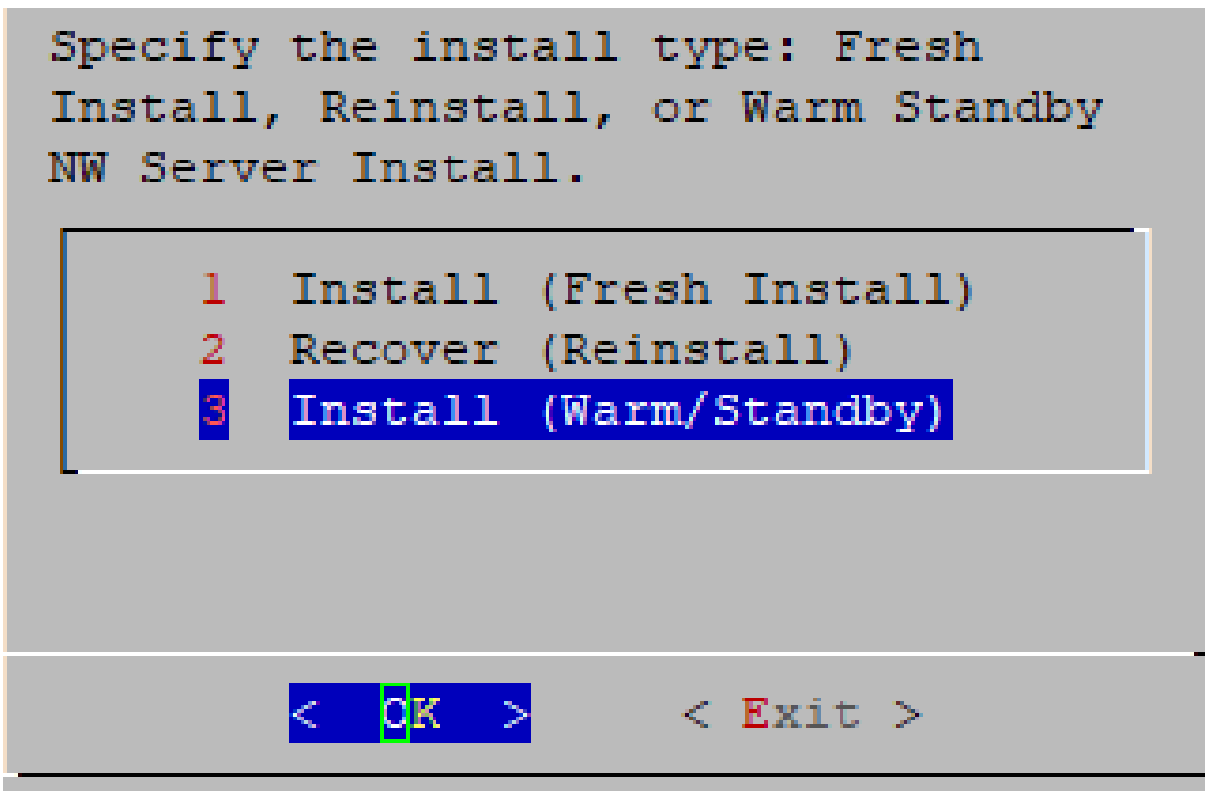 Specify the install type: Fresh
Install, Reinstall, or Warm Standby
NW Server Install.
1 Install (Fresh Install)
2 Recover (Reinstall)
3 Install (Warm/Standby)
< OK > < Exit >